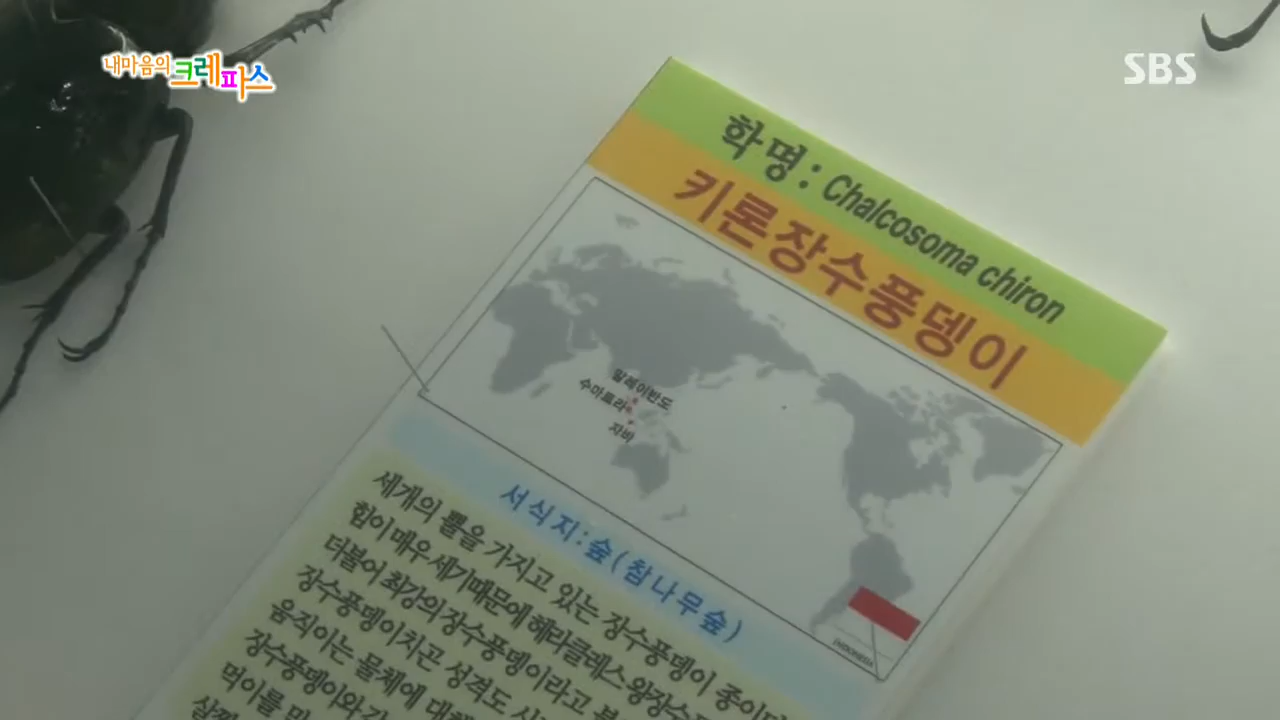 내마음의 크레파스
SBS
학명: Chalcosoma chiron
키론장수풍뎅이
말레이반도
수마트라
자바
INDONESIA
서식지:숲(참나무숲)
세개의 뿔을 가지고 있는 장수풍뎅이 종이다
힘이 매우 세기때문에 헤라클레스 왕장수
더불어 최강의 장수풍뎅이라고
장수풍뎅이치곤 성격도
움직이는 물체에
장수풍뎅이와
먹이를